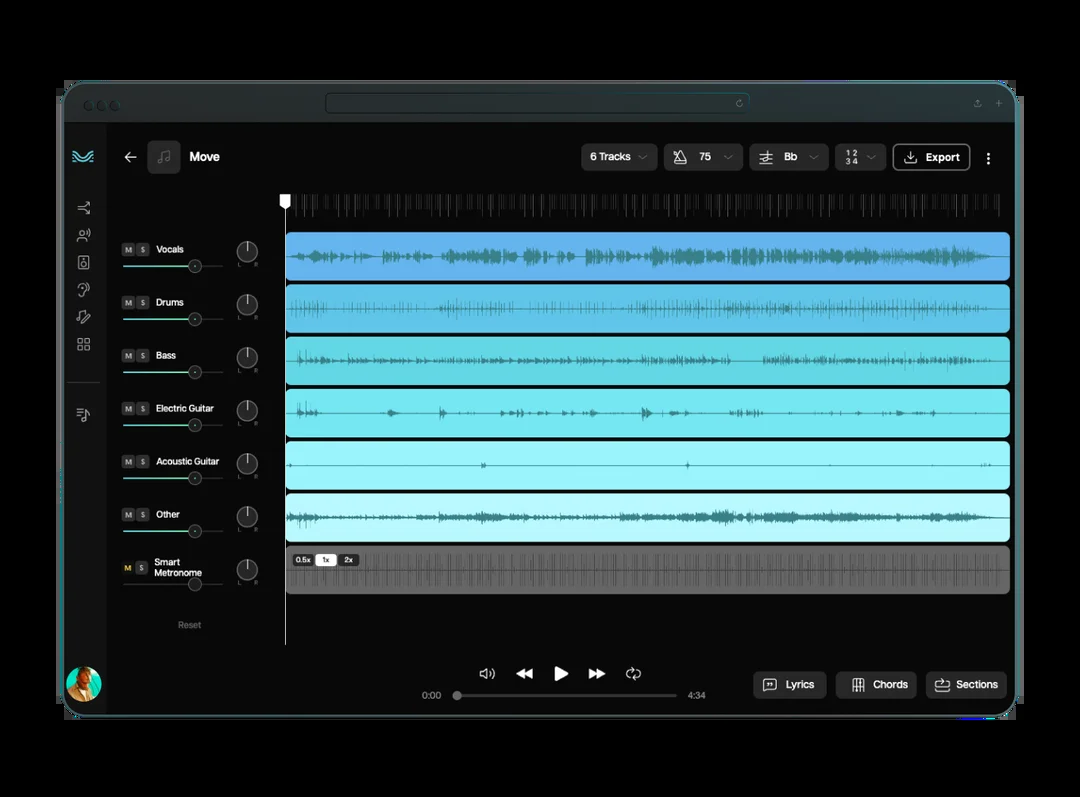 Move
6 Tracks
75
Bb
1 2
3 4
Export
M S Vocals
L R
M S Drums
L R
M S Bass
L R
M S Electric Guitar
L R
M S Acoustic Guitar
L R
M S Other
L R
M S Smart
Metronome
L R
0.5x 1x 2x
Reset
0:00
4:34
Lyrics
Chords
Sections